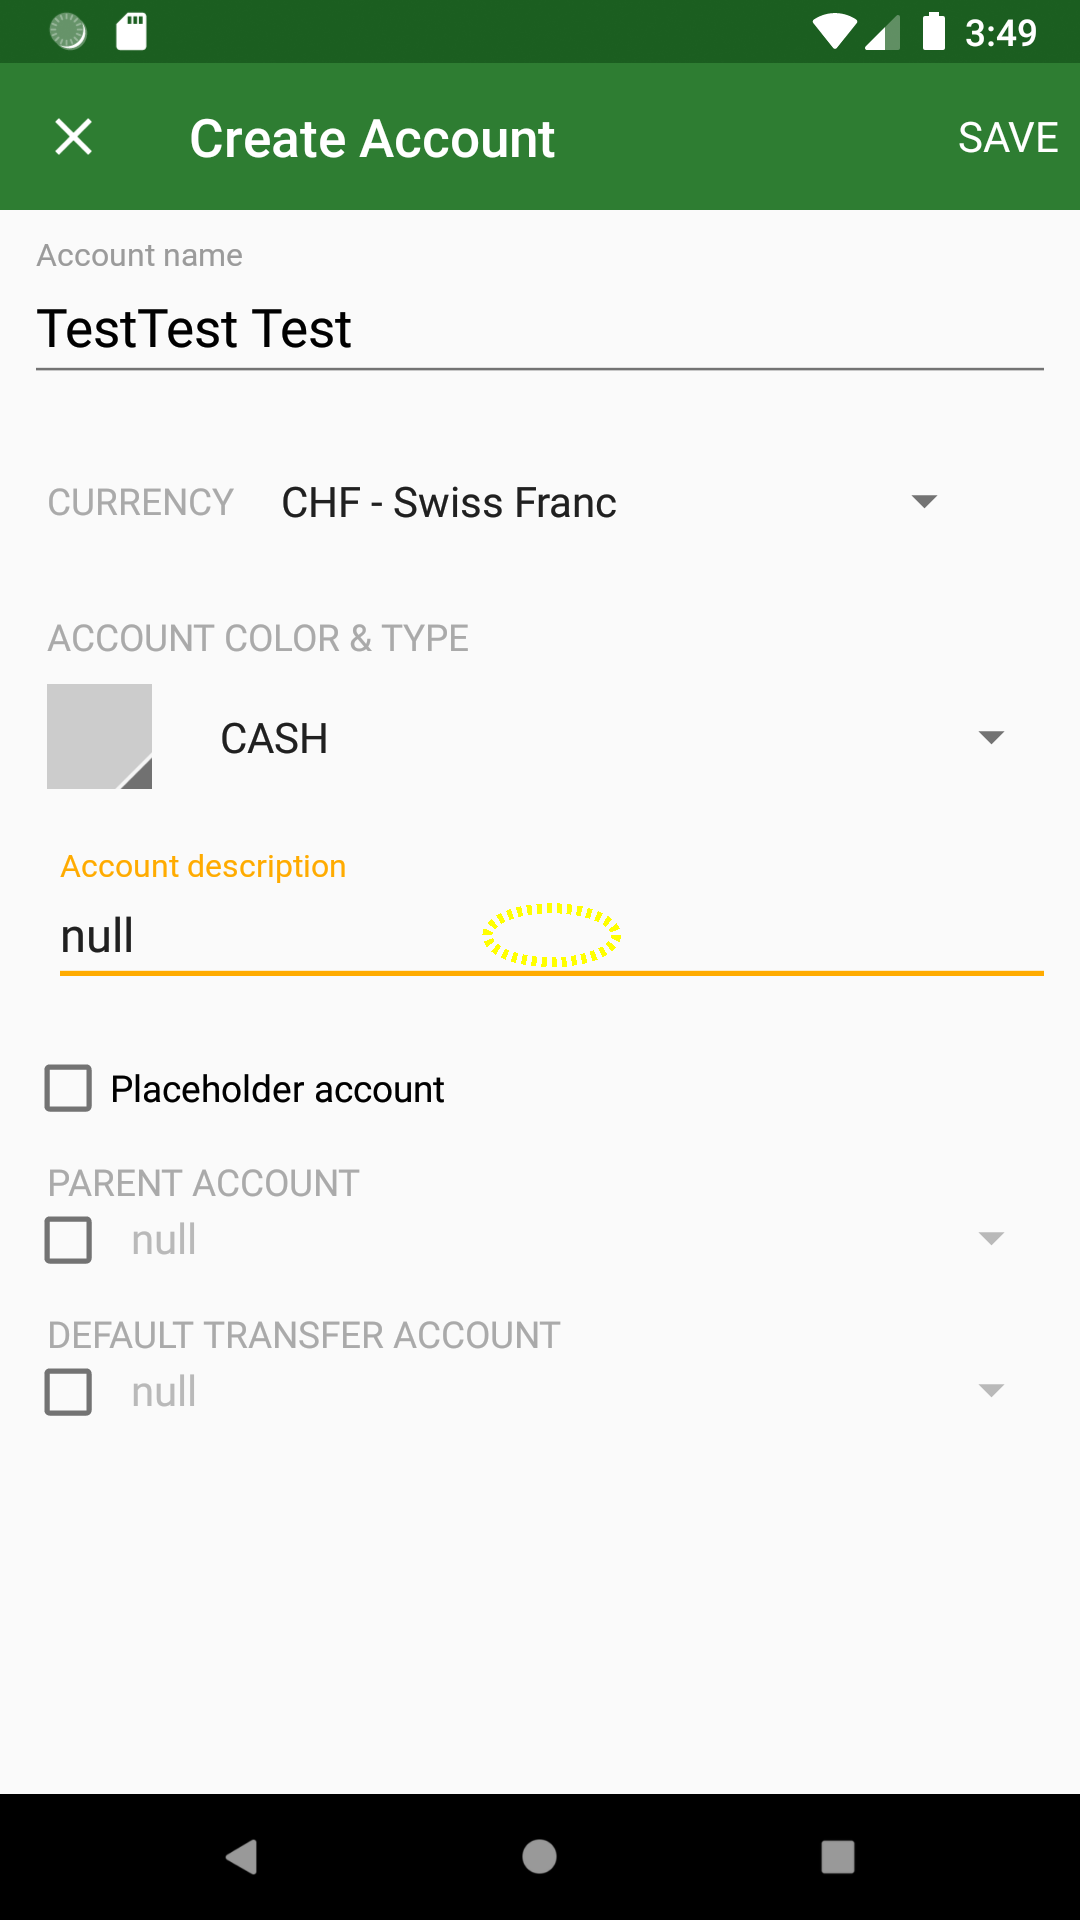 3:49
Create Account
SAVE
Account name
TestTest Test
CURRENCY CHF - Swiss Franc
ACCOUNT COLOR & TYPE
CASH
Account description
null
Placeholder account
PARENT ACCOUNT
null
DEFAULT TRANSFER ACCOUNT
null